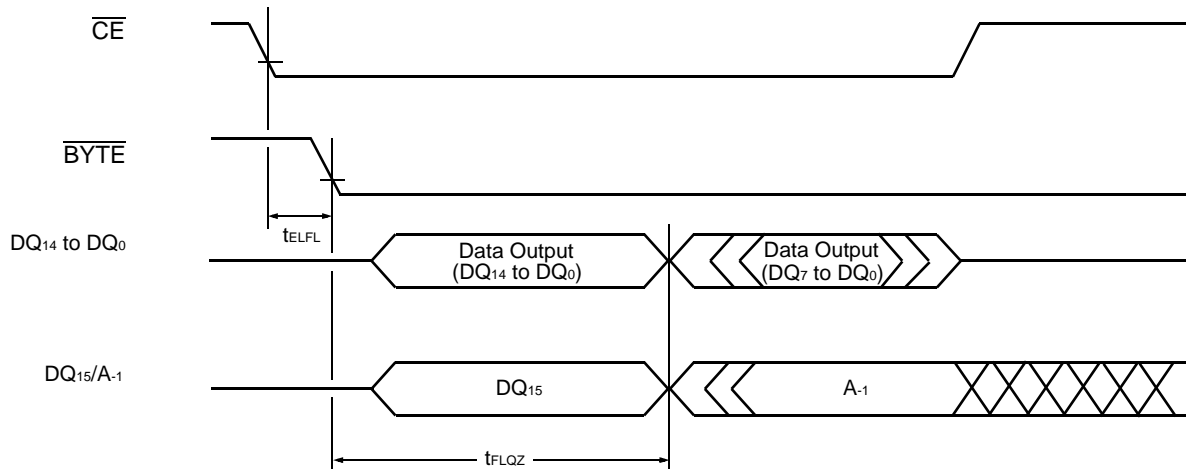 CE
BYTE
tELFL
DQ14 to DQ0
Data Output
(DQ14 to DQ0)
Data Output
(DQ7 to DQ0)
DQ15/A-1
DQ15
A-1
tFLQZ